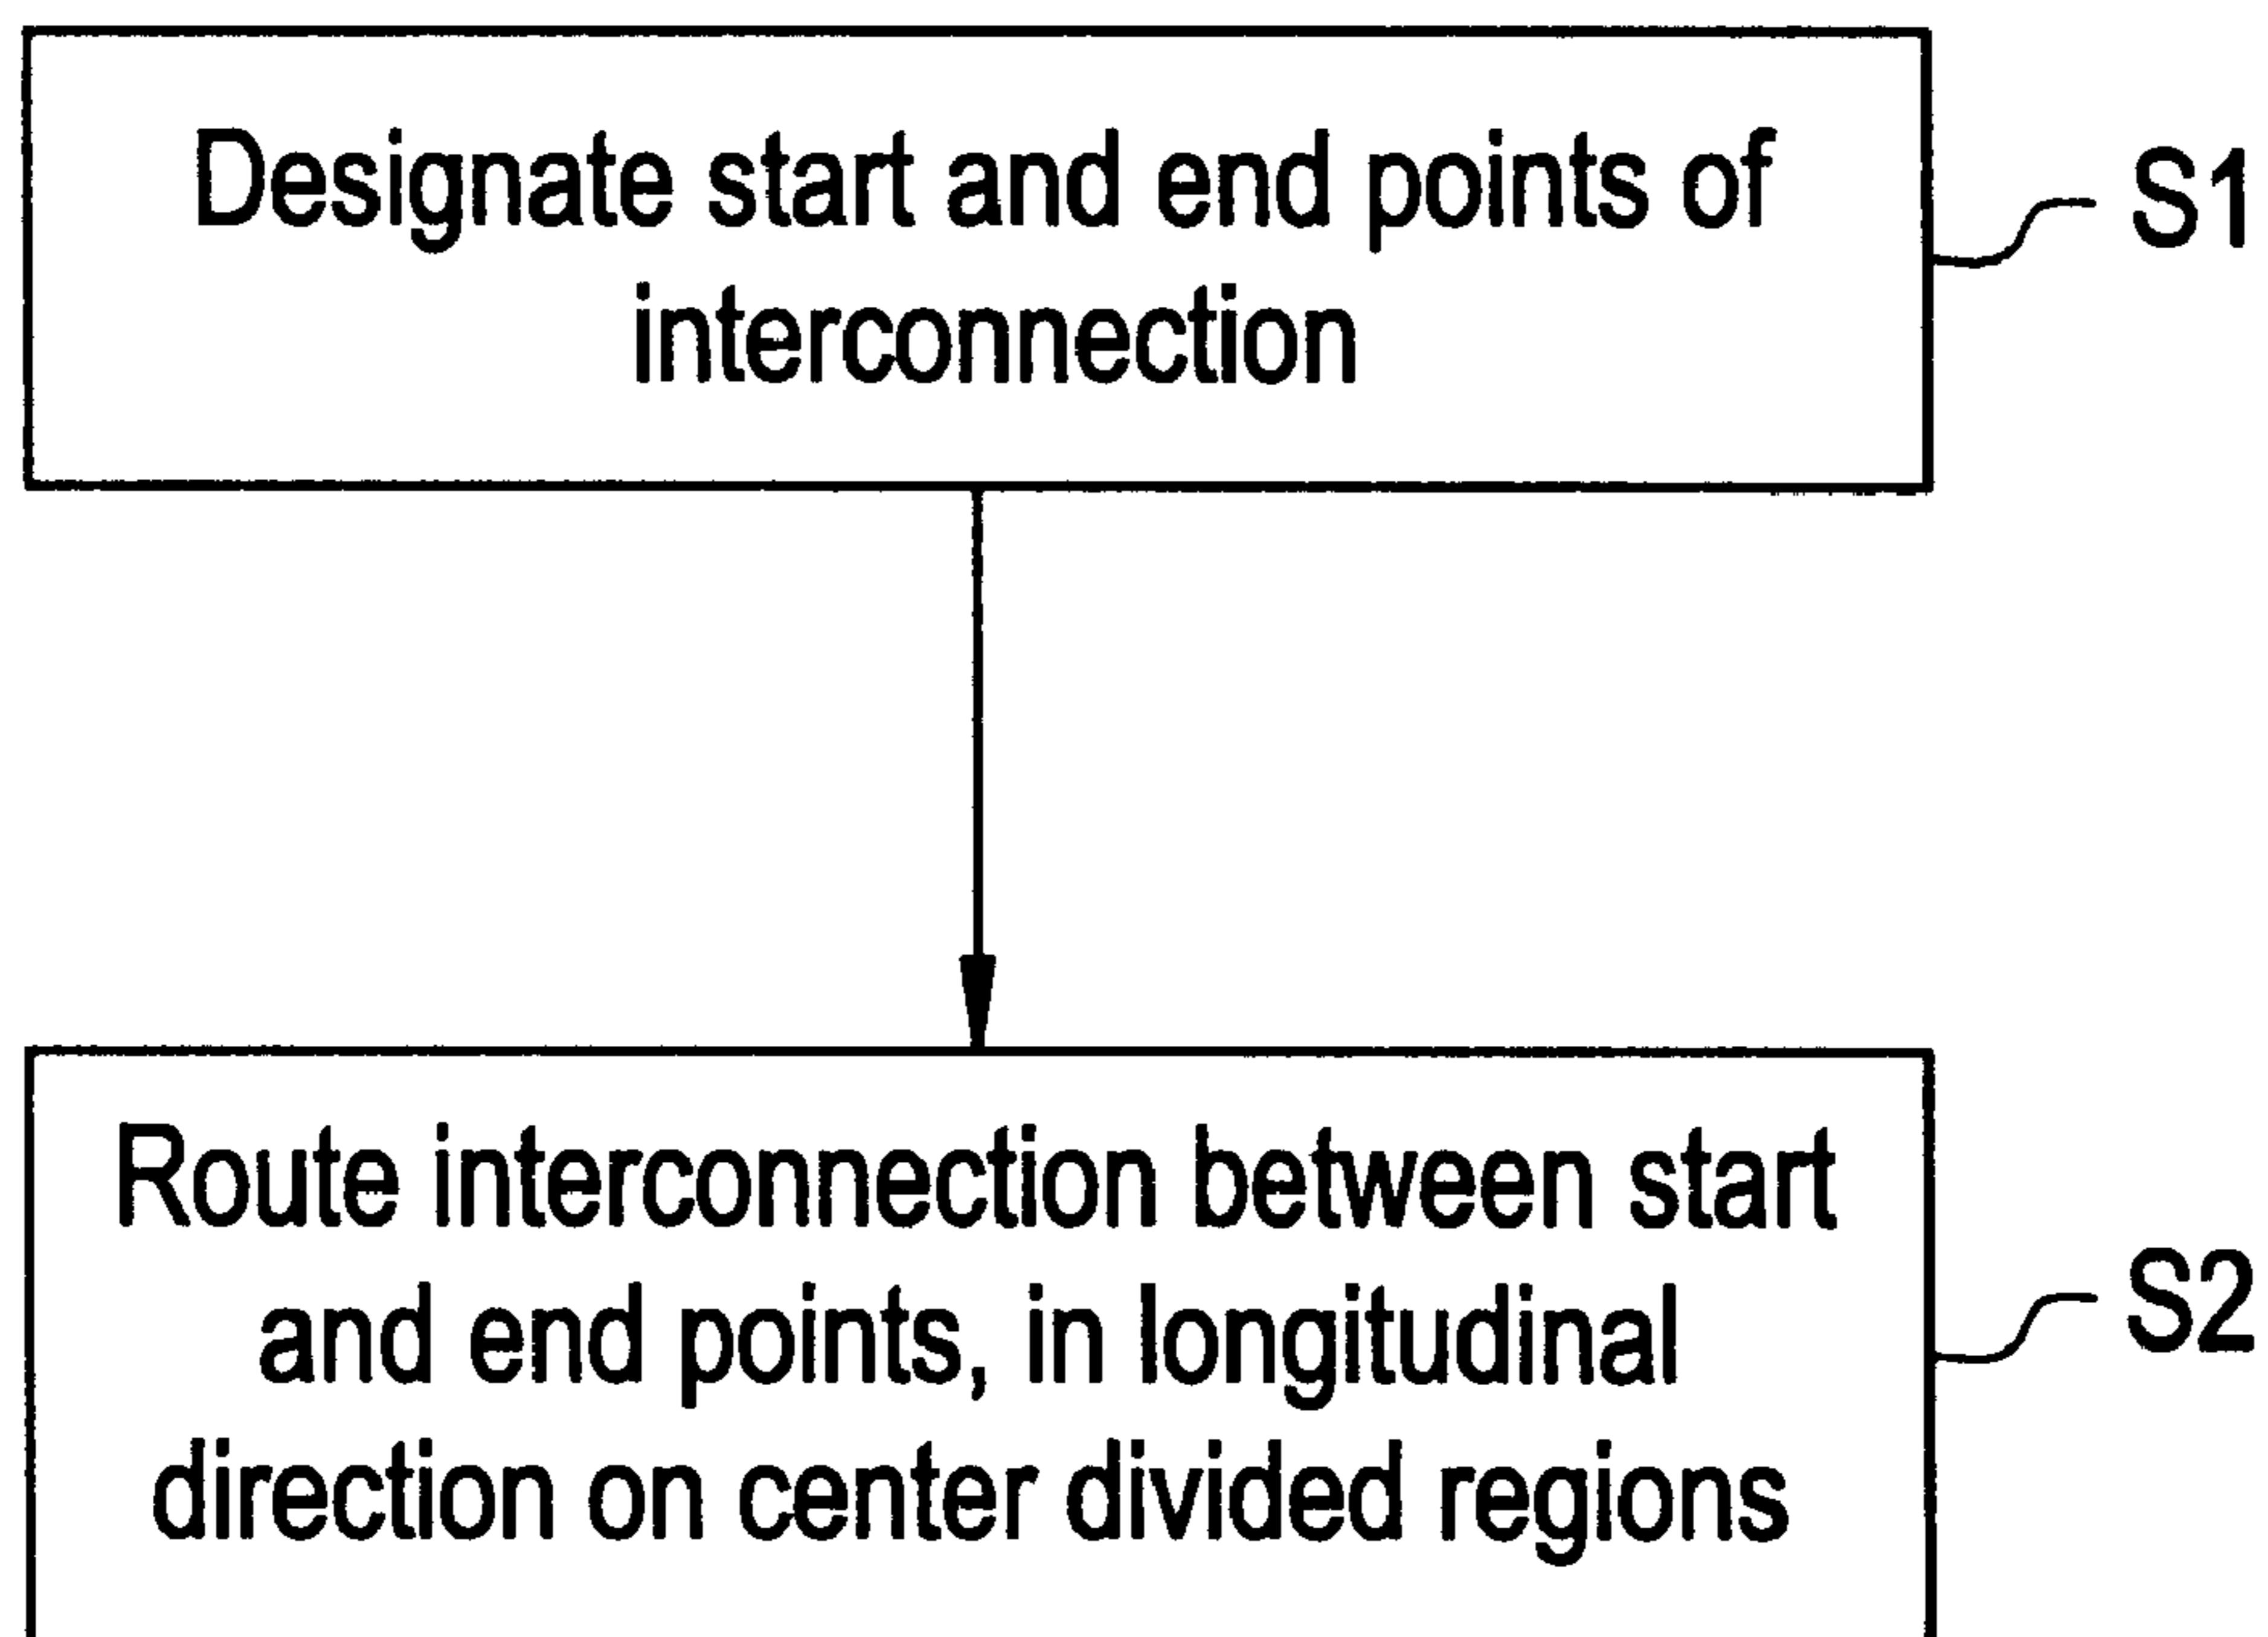 Designate start and end points of
interconnection
S1
Route interconnection between start
and end points, in longitudinal
direction on center divided regions
S2